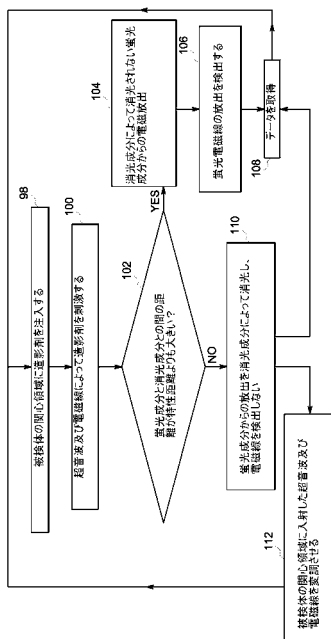 98
被検体の関心領域に造影剤を注入する
100
超音波及び電磁線によって造影剤を刺激する
102
蛍光成分と消光成分との間の距
離が特性距離よりも大きい?
YES
NO
104
消光成分によって消光されない蛍光
成分からの電磁放出
106
蛍光電磁線の放出を検出する
108
データを取得
110
蛍光成分からの放出を消光成分によって消光し、
電磁線を検出しない
112
被検体の関心領域に入射した超音波及び
電磁線を変調させる